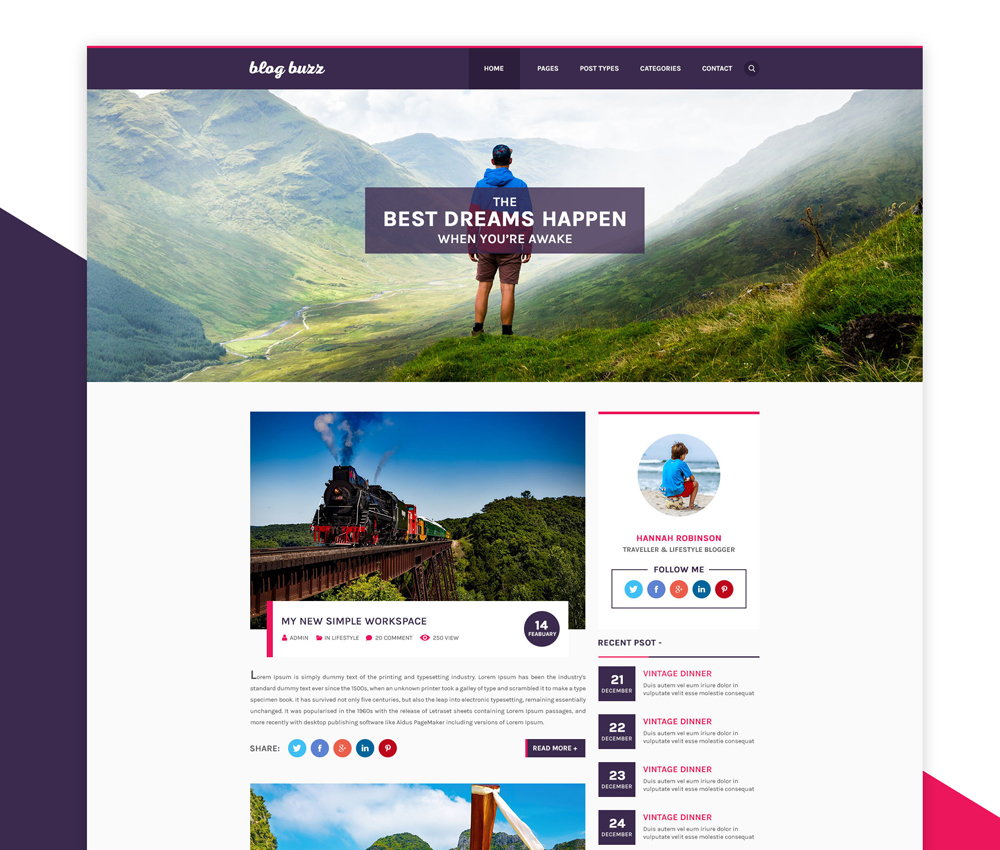 blog buzz
HOME PAGES POST TYPES CATEGORIES CONTACT
THE
BEST DREAMS HAPPEN
WHEN YOU'RE AWAKE
MY NEW SIMPLE WORKSPACE
ADMIN IN LIFESTYLE 20 COMMENT 250 VIEW
14
FEABUARY
Lorem Ipsum is simply dummy text of the printing and typesetting industry. Lorem Ipsum has been the industry's
standard dummy text ever since the 1500s, when an unknown printer took a galley of type and scrambled it to make a type
specimen book. It has survived not only five centuries, but also the leap into electronic typesetting, remaining essentially
unchanged. It was popularised in the 1960s with the release of Letraset sheets containing Lorem Ipsum passages, and
more recently with desktop publishing software like Aldus PageMaker including versions of Lorem Ipsum.
SHARE:
READ MORE +
HANNAH ROBINSON
TRAVELLER & LIFESTYLE BLOGGER
FOLLOW ME
RECENT PSOT -
21
DECEMBER
VINTAGE DINNER
Duis autem vel eum iriure dolor in
vulputate velit esse molestie consequat
22
DECEMBER
VINTAGE DINNER
Duis autem vel eum iriure dolor in
vulputate velit esse molestie consequat
23
DECEMBER
VINTAGE DINNER
Duis autem vel eum iriure dolor in
vulputate velit esse molestie consequat
24
DECEMBER
VINTAGE DINNER
Duis autem vel eum iriure dolor in
vulputate velit esse molestie consequat